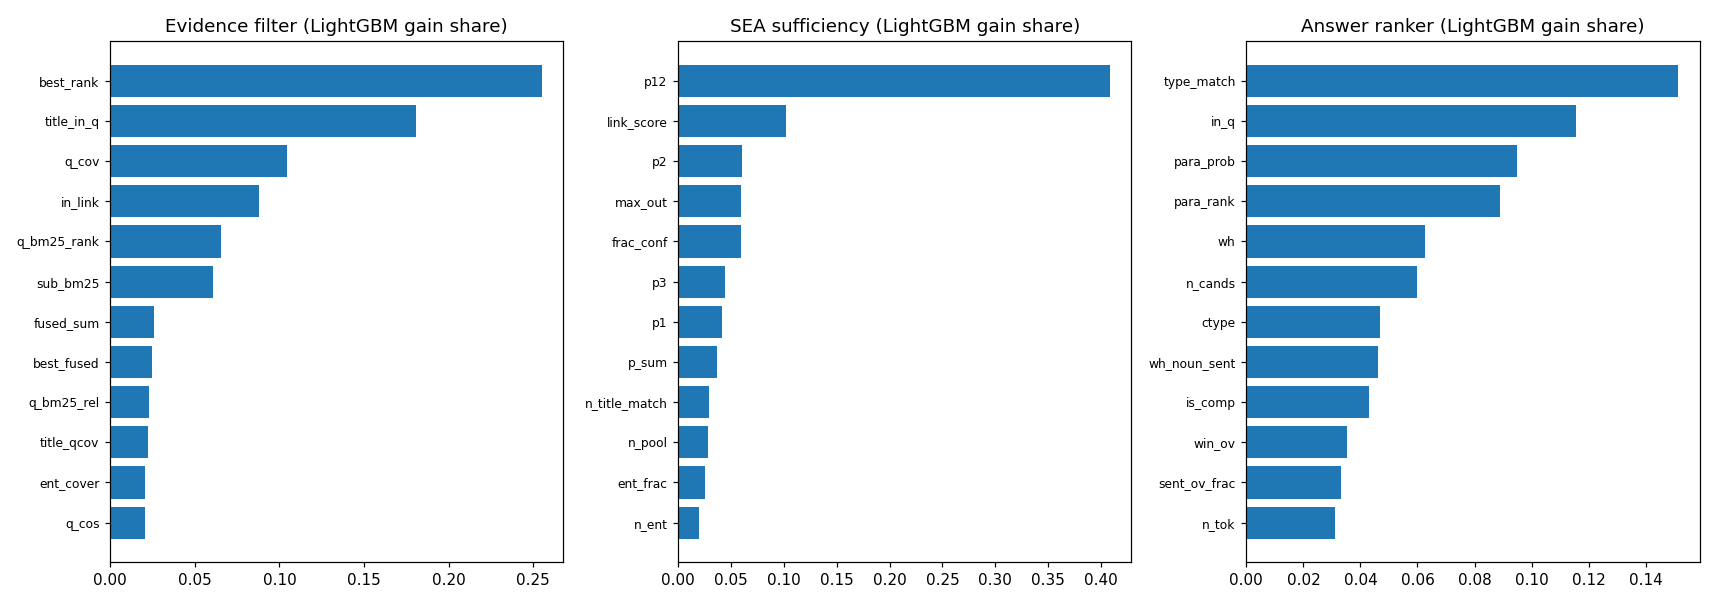 Evidence filter (LightGBM gain share)
best_rank
title_in_q
q_cov
in_link
q_bm25_rank
sub_bm25
fused_sum
best_fused
q_bm25_rel
title_qcov
ent_cover
q_cos
0.00 0.05 0.10 0.15 0.20 0.25
SEA sufficiency (LightGBM gain share)
p12
link_score
p2
max_out
frac_conf
p3
p1
p_sum
n_title_match
n_pool
ent_frac
n_ent
0.00 0.05 0.10 0.15 0.20 0.25 0.30 0.35 0.40
Answer ranker (LightGBM gain share)
type_match
in_q
para_prob
para_rank
wh
n_cands
ctype
wh_noun_sent
is_comp
win_ov
sent_ov_frac
n_tok
0.00 0.02 0.04 0.06 0.08 0.10 0.12 0.14